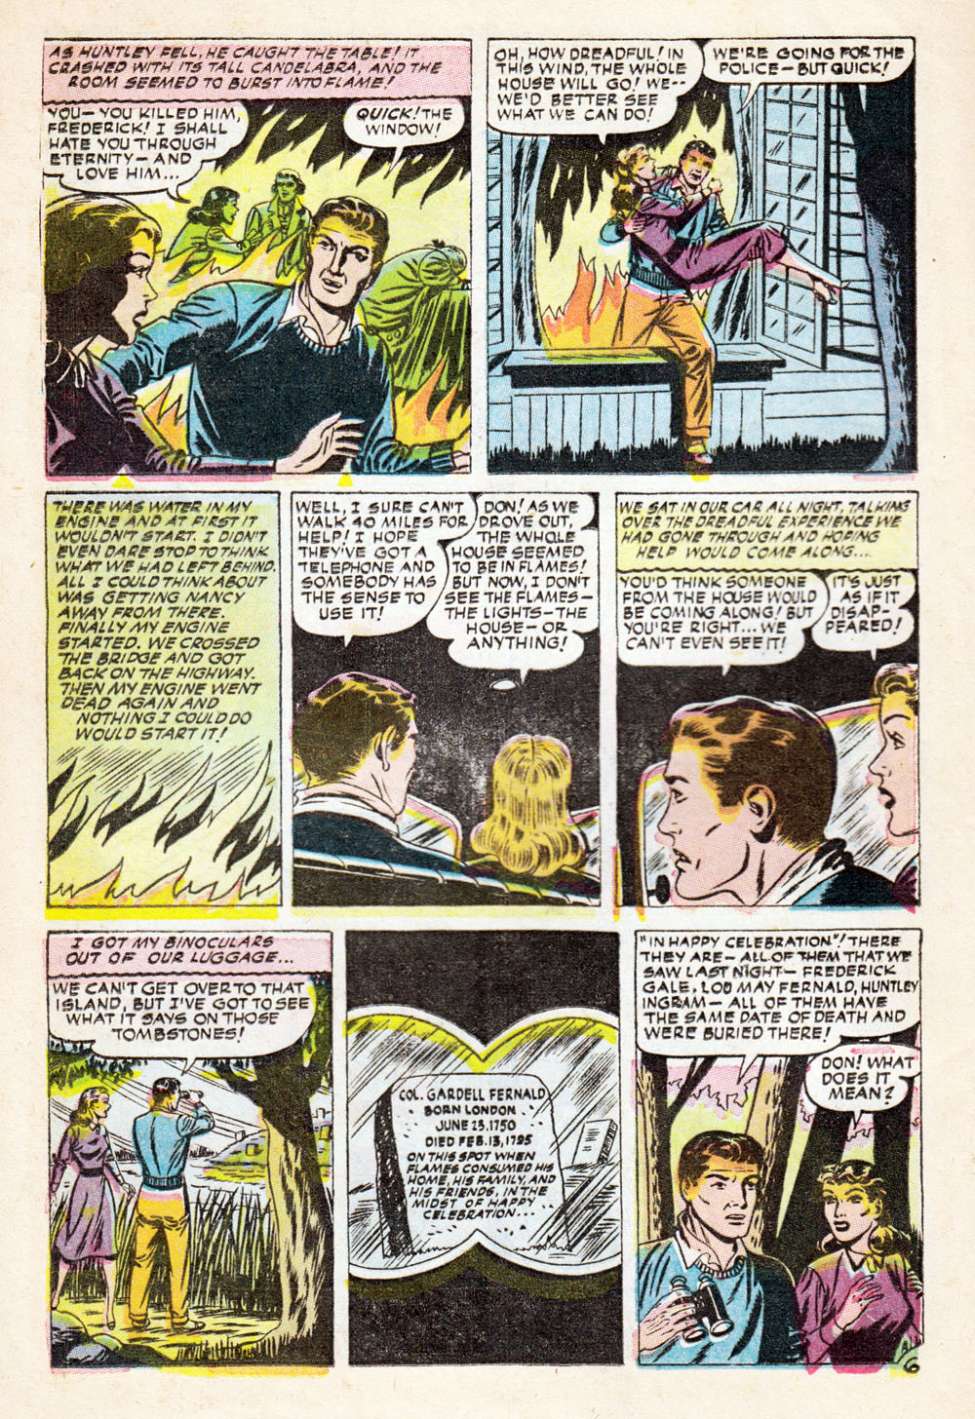 AS HUNTLEY FELL, HE CAUGHT THE TABLE! IT
CRASHED WITH ITS TALL CANDELABRA, AND THE
ROOM SEEMED TO BURST INTO FLAME!
YOU- YOU KILLED HIM,
FREDERICK! I SHALL
HATE YOU THROUGH
ETERNITY-AND
LOVE HIM...
QUICK! THE
WINDOW!
OH, HOW DREADFUL! IN
THIS WIND, THE WHOLE
HOUSE WILL GO! WE--
WE'D BETTER SEE
WHAT WE CAN DO!
WE'RE GOING FOR THE
POLICE-BUT QUICK!
THERE WAS WATER IN MY
ENGINE AND AT FIRST IT
WOULDN'T START. I DIDN'T
EVEN DARE STOP TO THINK
WHAT WE HAD LEFT BEHIND.
ALL I COULD THINK ABOUT
WAS GETTING NANCY
AWAY FROM THERE.
FINALLY MY ENGINE
STARTED. WE CROSSED
THE BRIDGE AND GOT
BACK ON THE HIGHWAY.
THEN MY ENGINE WENT
DEAD AGAIN AND
NOTHING I COULD DO
WOULD START IT!
WELL, I SURE CAN'T
WALK 40 MILES FOR
HELP! I HOPE
THEY'VE GOT A
TELEPHONE AND
SOMEBODY HAS
THE SENSE TO
USE IT!
DON! AS WE
DROVE OUT,
THE WHOLE
HOUSE SEEMED
TO BE IN FLAMES!
BUT NOW, I DON'T
SEE THE FLAMES-
THE LIGHTS-THE
HOUSE-OR
ANYTHING!
WE SAT IN OUR CAR ALL NIGHT, TALKING
OVER THE DREADFUL EXPERIENCE WE
HAD GONE THROUGH AND HOPING
HELP WOULD COME ALONG...
YOU'D THINK SOMEONE
FROM THE HOUSE WOULD
BE COMING ALONG! BUT
YOU'RE RIGHT...WE
CAN'T EVEN SEE IT!
IT'S JUST
AS IF IT
DISAP-
PEARED!
I GOT MY BINOCULARS
OUT OF OUR LUGGAGE...
WE CAN'T GET OVER TO THAT
ISLAND, BUT I'VE GOT TO SEE
WHAT IT SAYS ON THOSE
TOMBSTONES!
COL. GARDELL FERNALD
BORN LONDON
JUNE 23, 1750
DIED FEB. 13, 1795
ON THIS SPOT WHEN
FLAMES CONSUMED HIS
HOME, HIS FAMILY, AND
HIS FRIENDS, IN THE
MIDST OF HAPPY
CELEBRATION...
"IN HAPPY CELEBRATION"! THERE
THEY ARE-ALL OF THEM THAT WE
SAW LAST NIGHT-FREDERICK
GALE, LOU MAY FERNALD, HUNTLEY
INGRAM-ALL OF THEM HAVE
THE SAME DATE OF DEATH AND
WERE BURIED THERE!
DON! WHAT
DOES IT
MEAN?
6